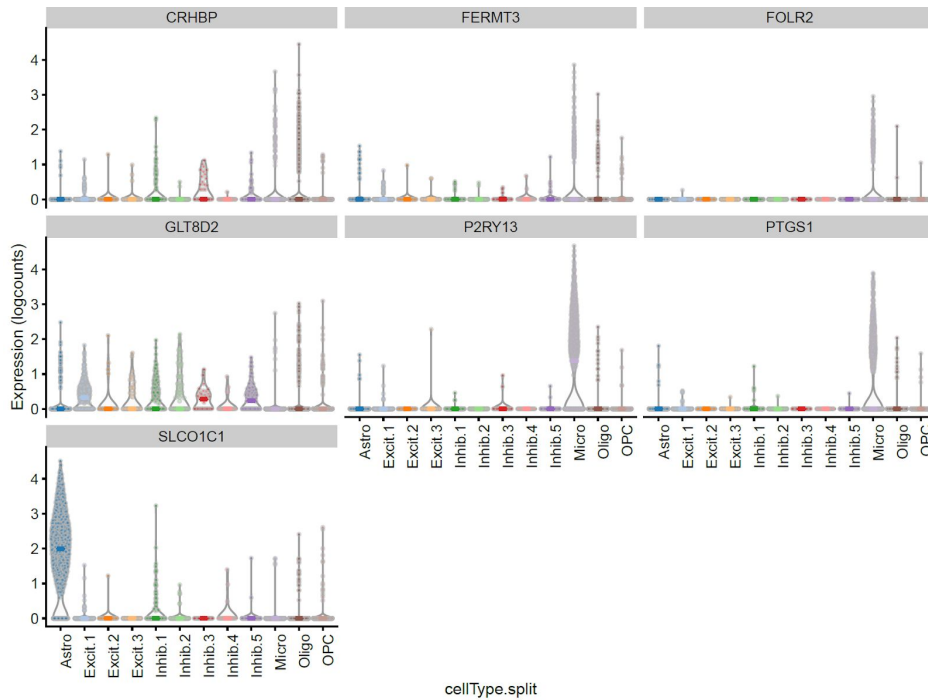 CRHBP FERMT3 FOLR2
4
3
2
1
0
GLT8D2 P2RY13 PTGS1
4
3
2
1
0
Expression (logcounts)
Astro Excit.1 Excit.2 Excit.3 Inhib.1 Inhib.2 Inhib.3 Inhib.4 Inhib.5 Micro Oligo OPC
Astro Excit.1 Excit.2 Excit.3 Inhib.1 Inhib.2 Inhib.3 Inhib.4 Inhib.5 Micro Oligo OPC
SLCO1C1
4
3
2
1
0
Astro Excit.1 Excit.2 Excit.3 Inhib.1 Inhib.2 Inhib.3 Inhib.4 Inhib.5 Micro Oligo OPC
cellType.split